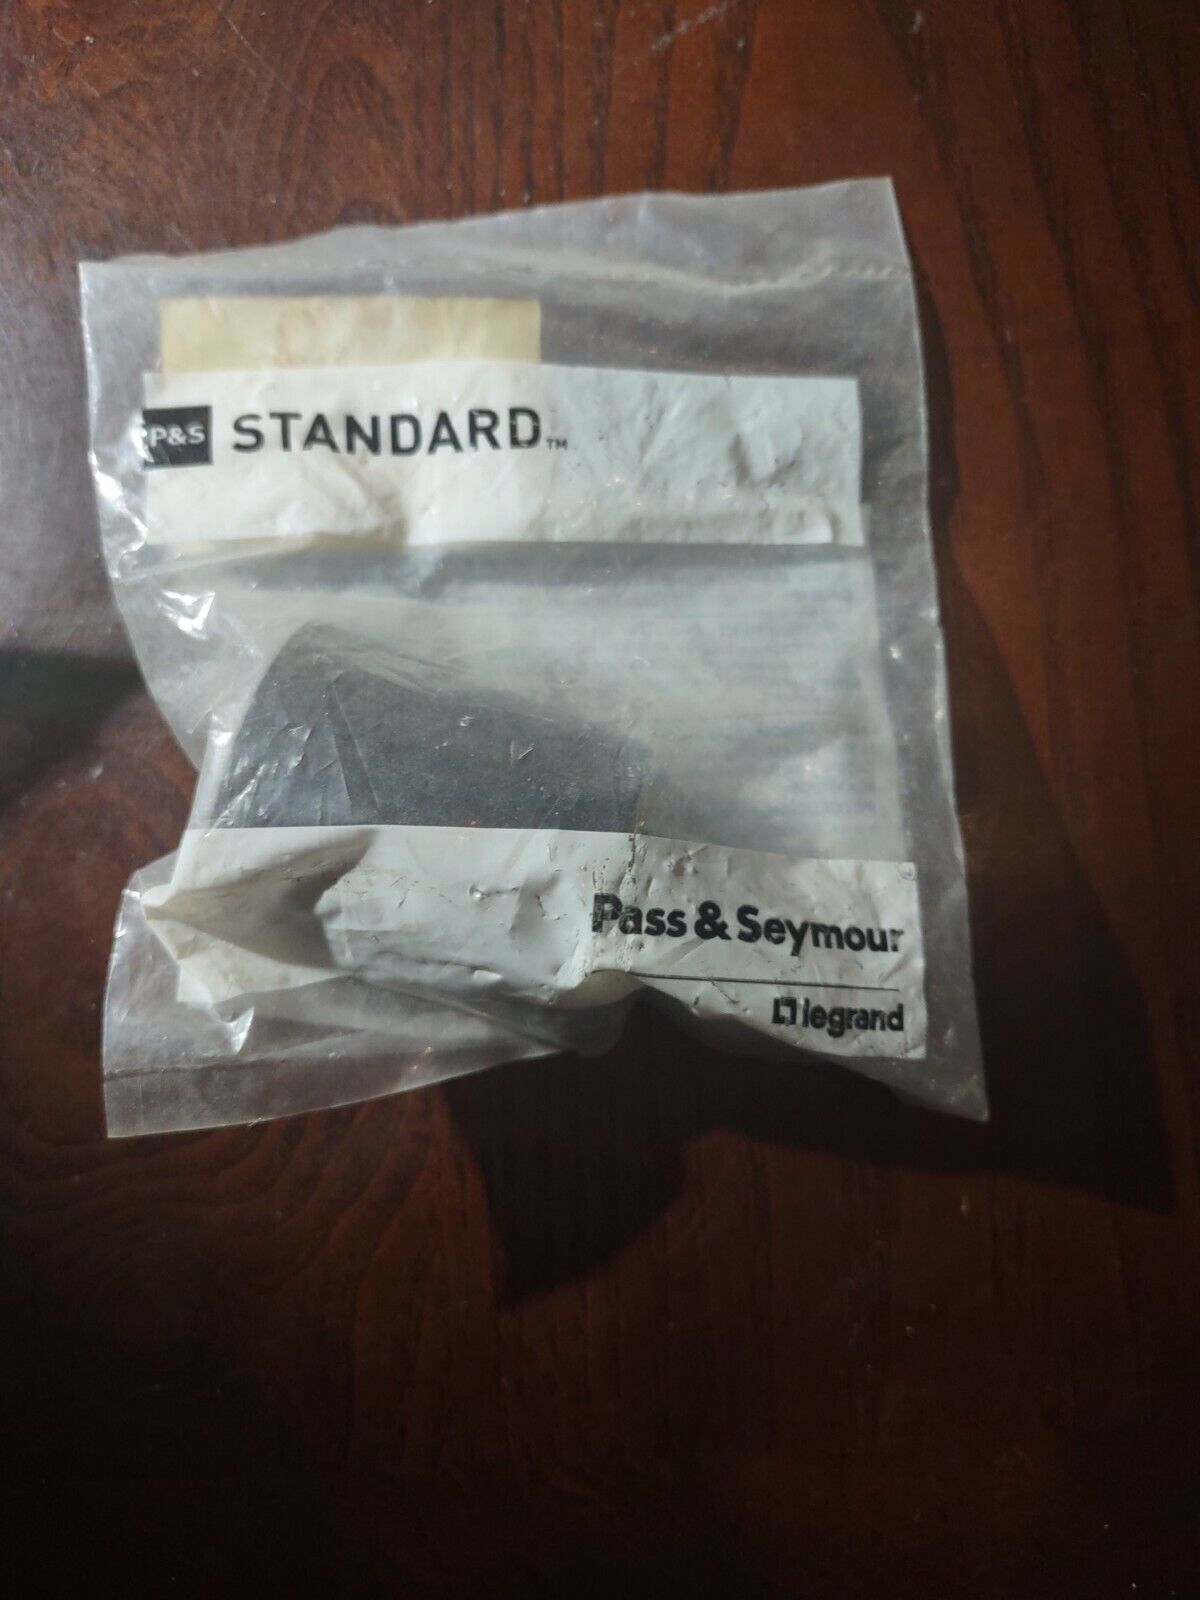 P&S STANDARD™
Pass & Seymour
legrand